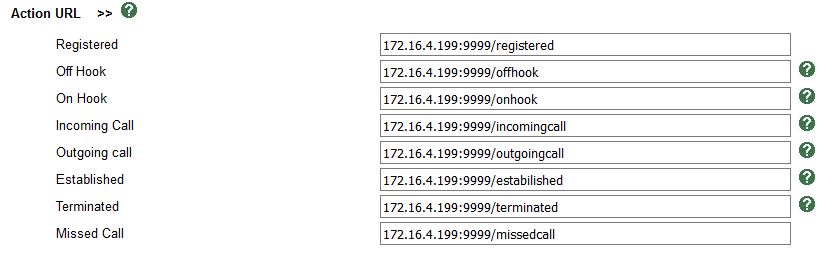 Action URL >> ?
Registered 172.16.4.199:9999/registered
Off Hook 172.16.4.199:9999/offhook ?
On Hook 172.16.4.199:9999/onhook ?
Incoming Call 172.16.4.199:9999/incomingcall ?
Outgoing call 172.16.4.199:9999/outgoingcall ?
Established 172.16.4.199:9999/estabilished ?
Terminated 172.16.4.199:9999/terminated ?
Missed Call 172.16.4.199:9999/missedcall